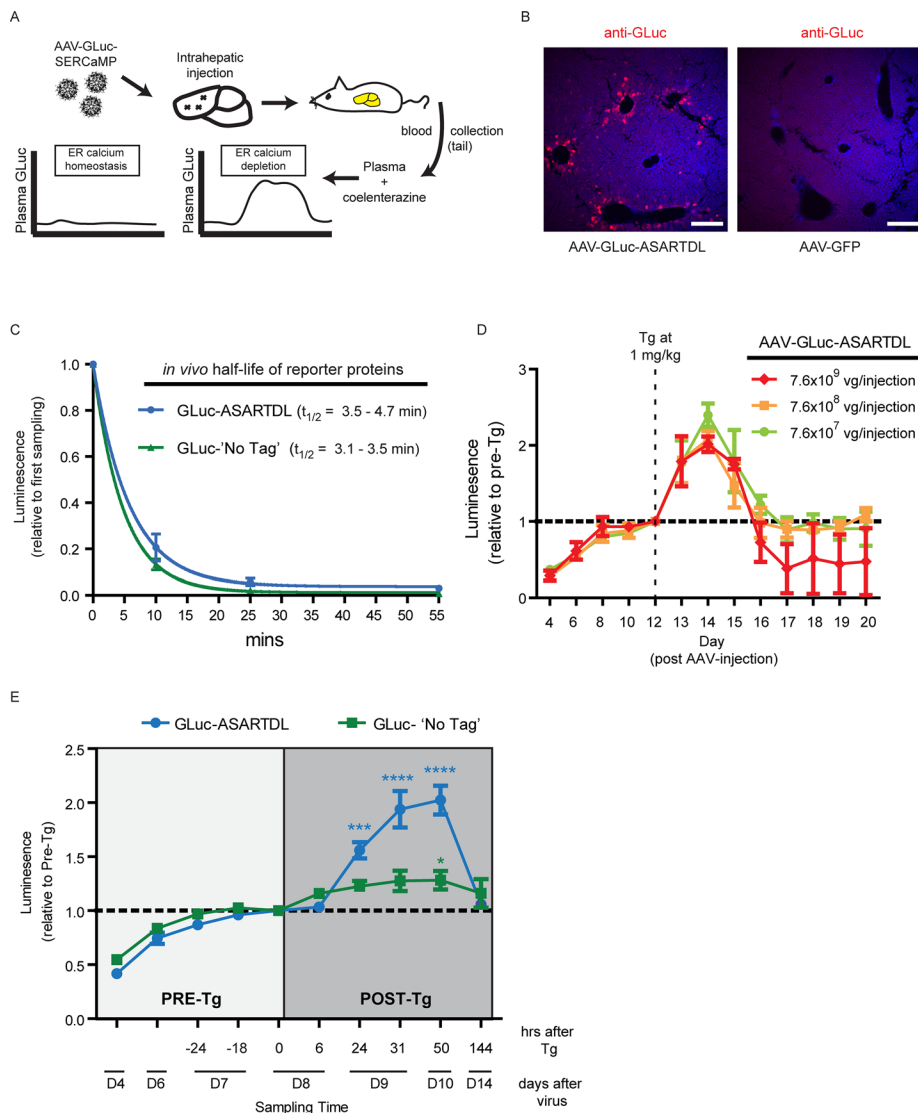 A
AAV-GLuc-
SERCaMP
Intrahepatic
injection
blood
collection
(tail)
Plasma
+
coelenterazine
Plasma GLuc
ER calcium
homeostasis
Plasma GLuc
ER calcium
depletion
B
anti-GLuc
anti-GLuc
AAV-GLuc-ASARTDL
AAV-GFP
C
Luminescence
(relative to first sampling)
1.0
0.8
0.6
0.4
0.2
0.0
in vivo half-life of reporter proteins
GLuc-ASARTDL (t1/2 = 3.5 - 4.7 min)
GLuc-'No Tag' (t1/2 = 3.1 - 3.5 min)
0 5 10 15 20 25 30 35 40 45 50 55
mins
D
Tg at
1 mg/kg
AAV-GLuc-ASARTDL
7.6x10⁹ vg/injection
7.6x10⁸ vg/injection
7.6x10⁷ vg/injection
Luminesence
(relative to pre-Tg)
3
2
1
0
4 6 8 10 12 13 14 15 16 17 18 19 20
Day
(post AAV-injection)
E
GLuc-ASARTDL
GLuc- 'No Tag'
Luminesence
(relative to Pre-Tg)
2.5
2.0
1.5
1.0
0.5
0.0
***
****
****
*
PRE-Tg
POST-Tg
-24 -18 0 6 24 31 50 144
hrs after
Tg
D4 D6 D7 D8 D9 D10 D14
days after
virus
Sampling Time